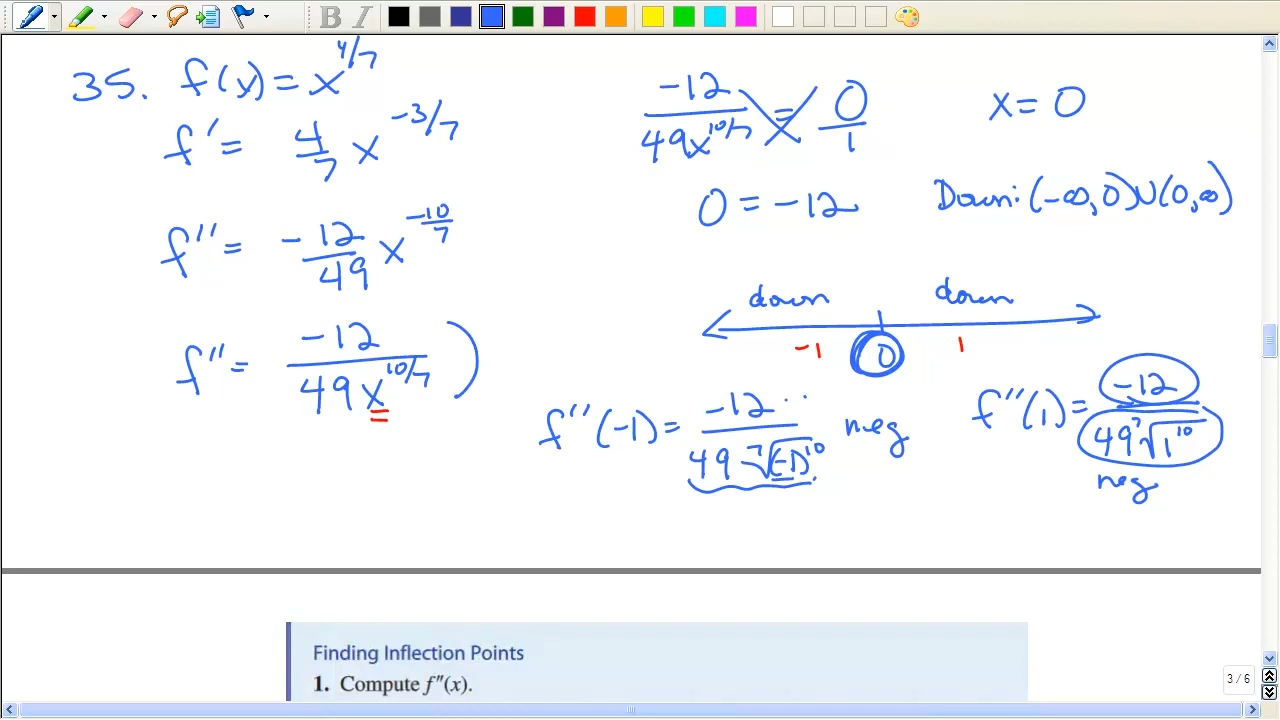 35. f(x) = x^4/7
f' = 4/7 x^-3/7
f'' = -12/49 x^-10/7
f'' = -12/49x^10/7 )
-12/49x^10/7 = 0/1
0 = -12
x = 0
Down: (-∞, 0) U (0, ∞)
down down
-1 0 1
f''(-1) = -12/49 ⁷√(-1)^10 neg
f''(1) = -12/49 ⁷√1^10
neg
Finding Inflection Points
1. Compute f″(x).
B I
3 / 6